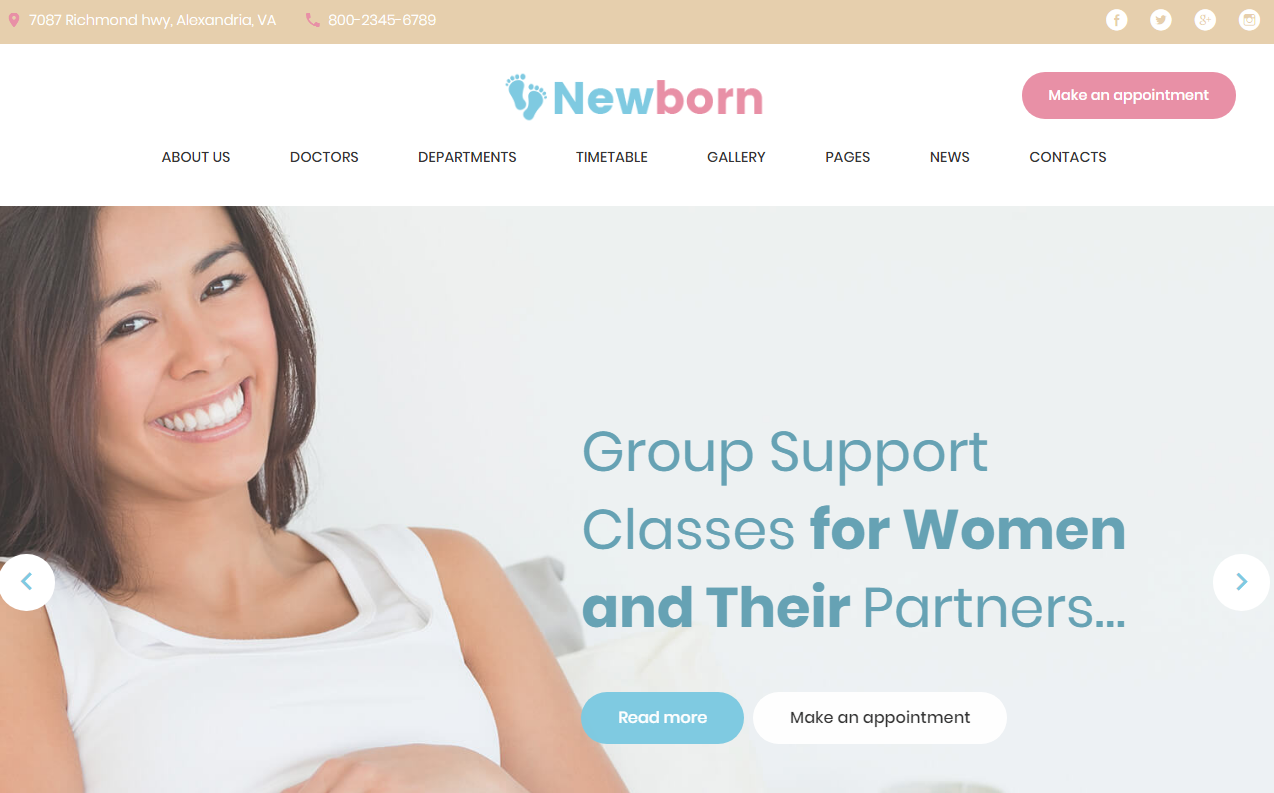 7087 Richmond hwy, Alexandria, VA 800-2345-6789
Newborn
Make an appointment
ABOUT US DOCTORS DEPARTMENTS TIMETABLE GALLERY PAGES NEWS CONTACTS
Group Support
Classes for Women
and Their Partners...
Read more Make an appointment